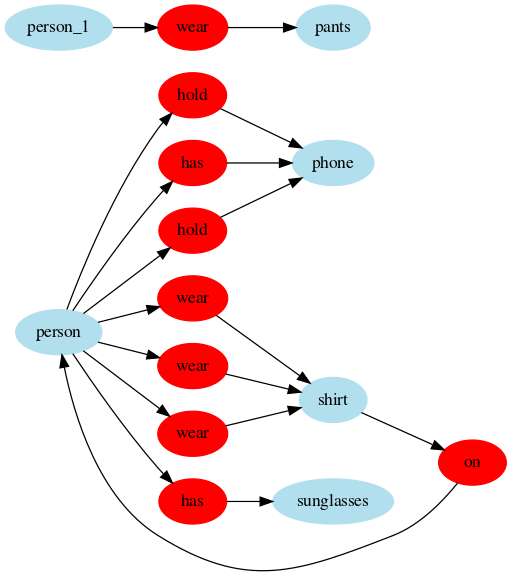 person_1 wear pants
hold
has phone
hold
wear
person
wear
shirt
wear
on
has sunglasses